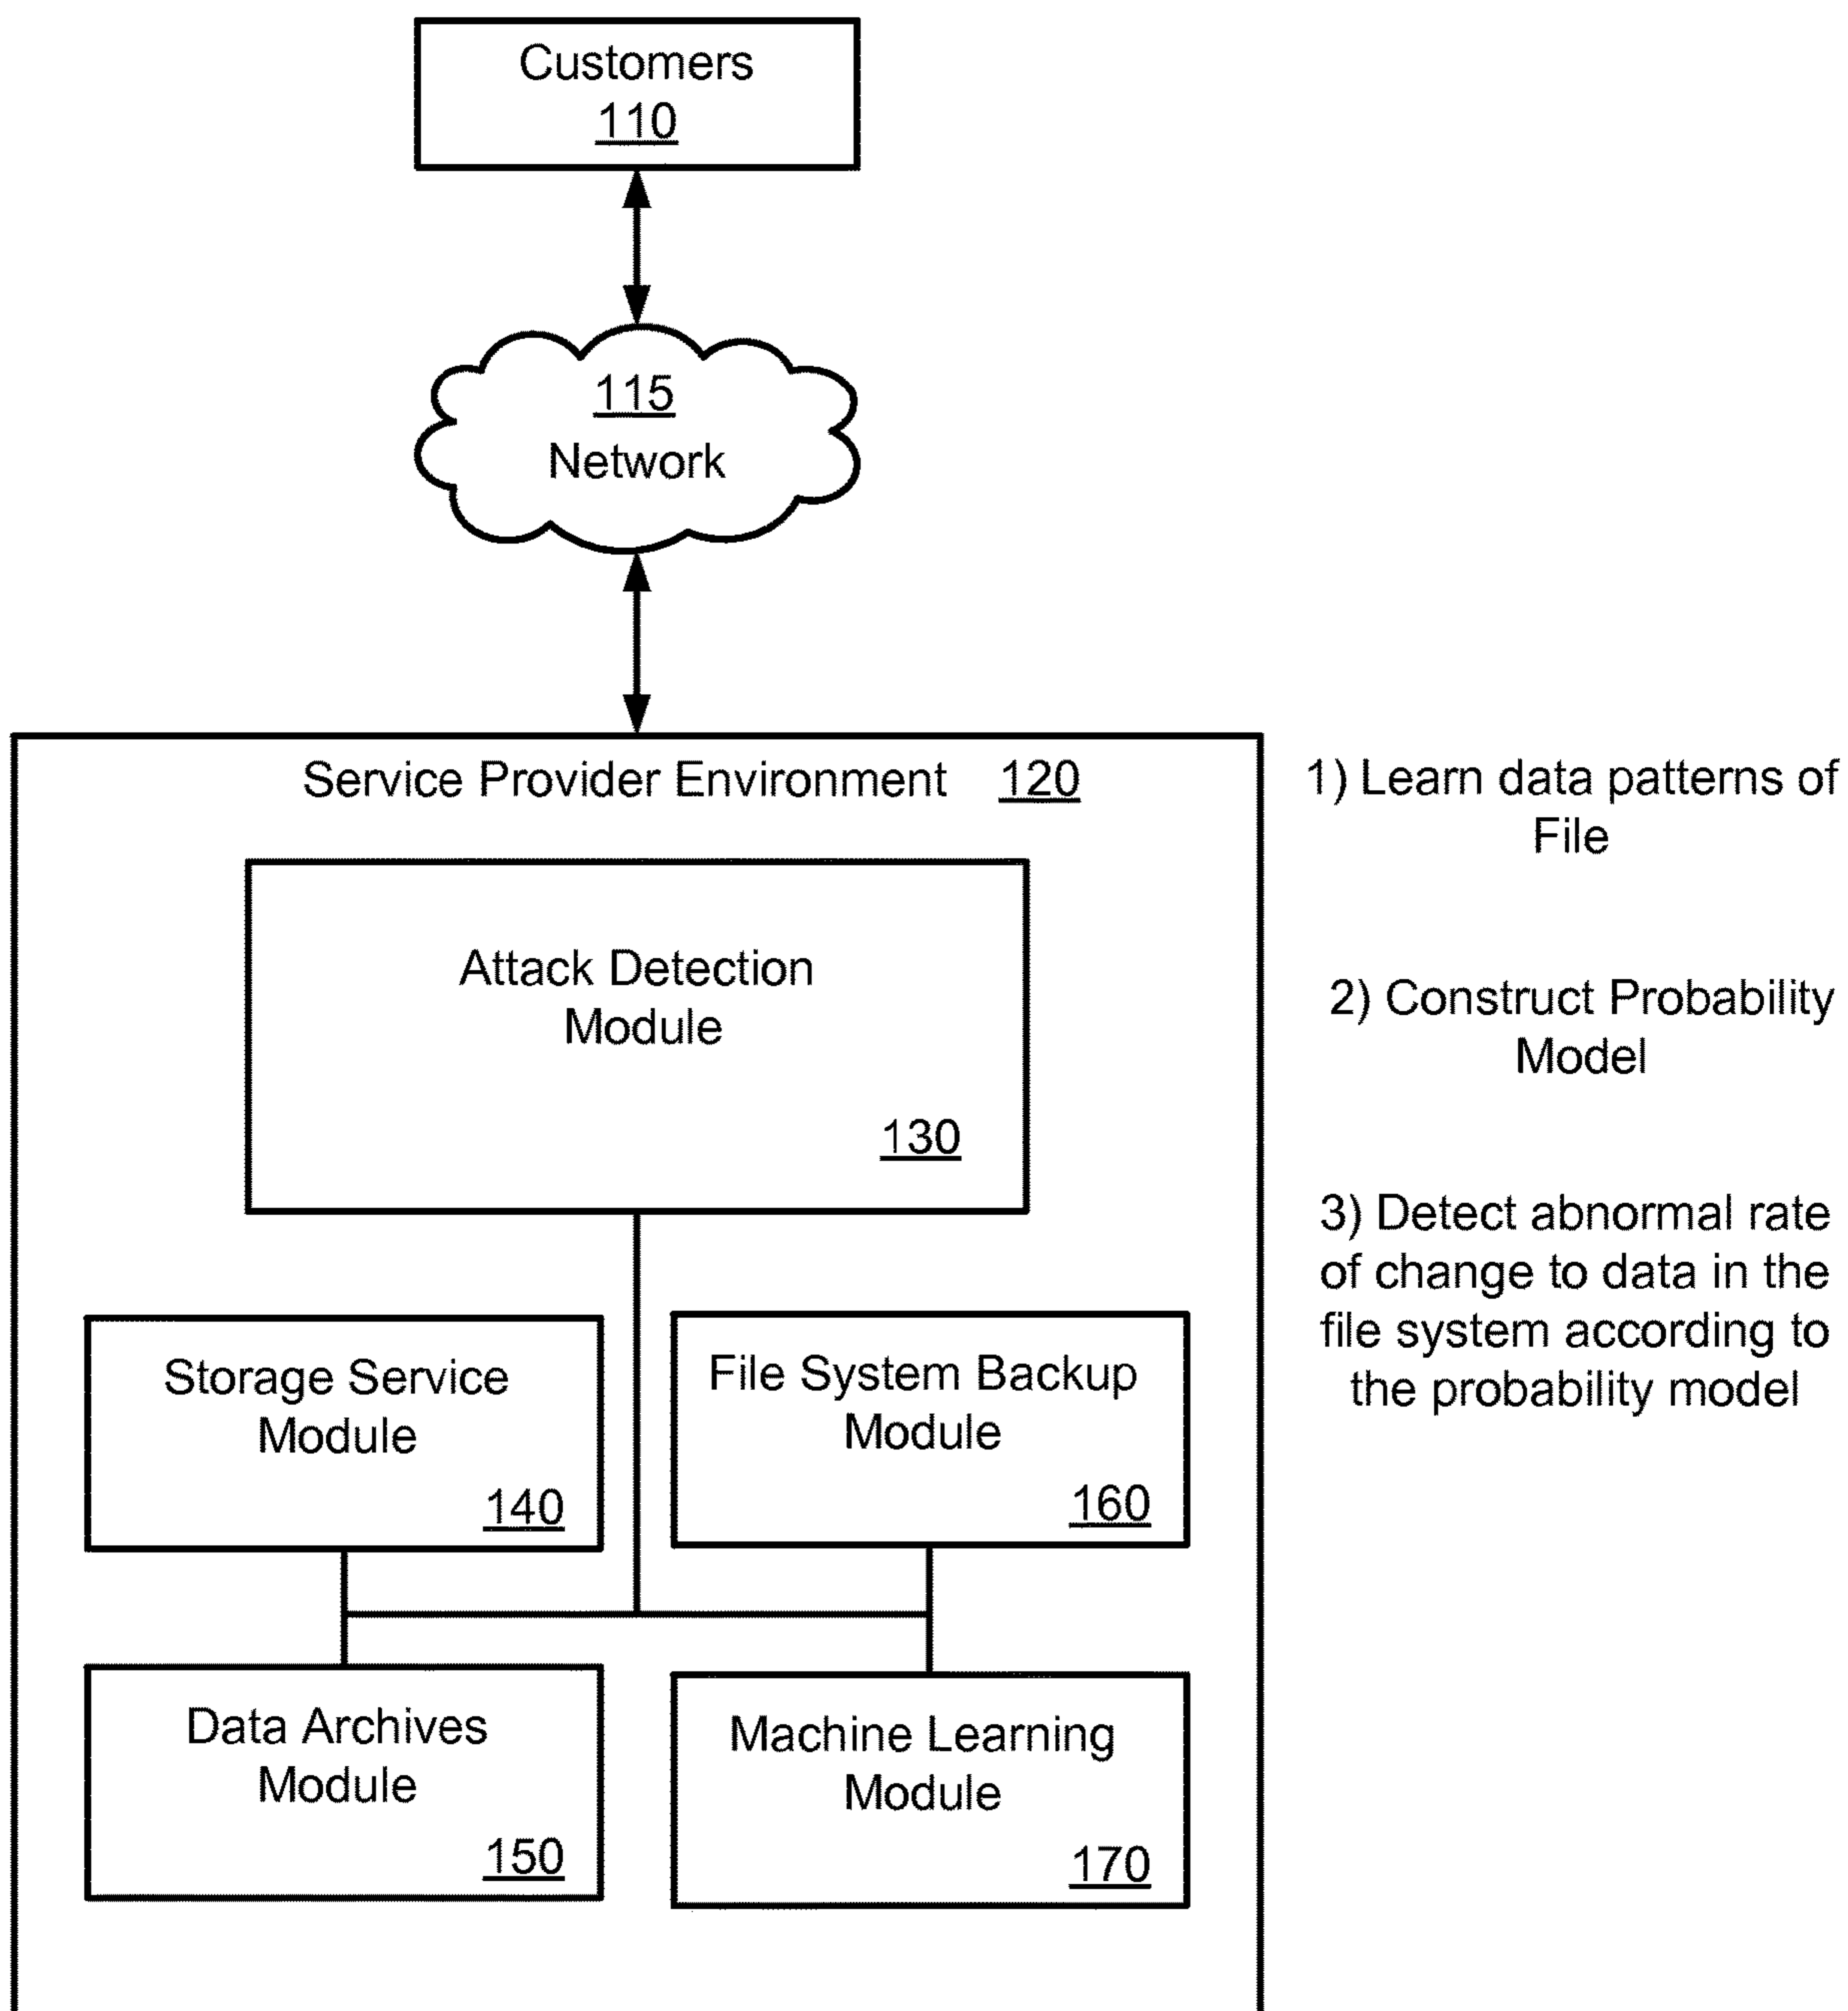 Customers
110
115
Network
Service Provider Environment 120
Attack Detection
Module
130
Storage Service
Module
140
File System Backup
Module
160
Data Archives
Module
150
Machine Learning
Module
170
1) Learn data patterns of
File
2) Construct Probability
Model
3) Detect abnormal rate
of change to data in the
file system according to
the probability model